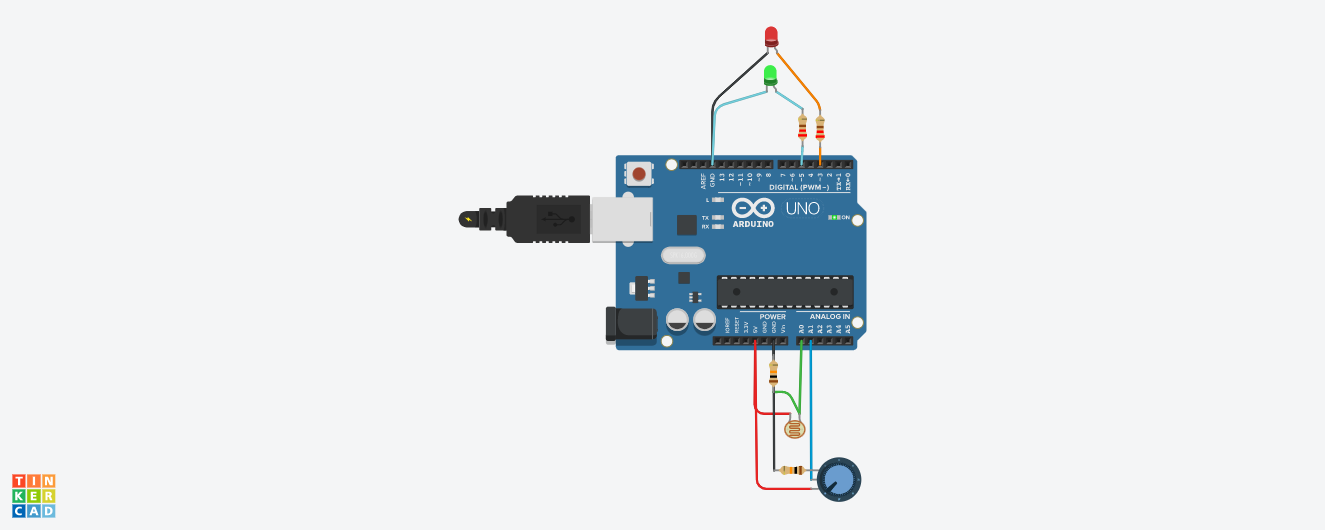 AREF
GND
13
12
~11
~10
~9
8
7
~6
~5
4
~3
2
TX→1
RX←0
DIGITAL (PWM~)
L
TX
RX
UNO
ARDUINO
ON
POWER
ANALOG IN
IOREF
RESET
3.3V
5V
GND
GND
Vin
A0
A1
A2
A3
A4
A5
TIN
KER
CAD